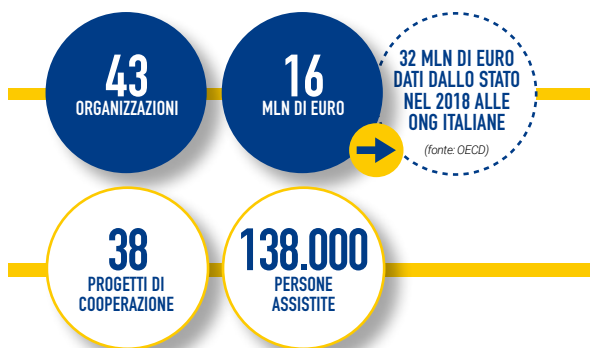 43
ORGANIZZAZIONI
16
MLN DI EURO
32 MLN DI EURO
DATI DALLO STATO
NEL 2018 ALLE
ONG ITALIANE
(fonte: OECD)
38
PROGETTI DI
COOPERAZIONE
138.000
PERSONE
ASSISTITE